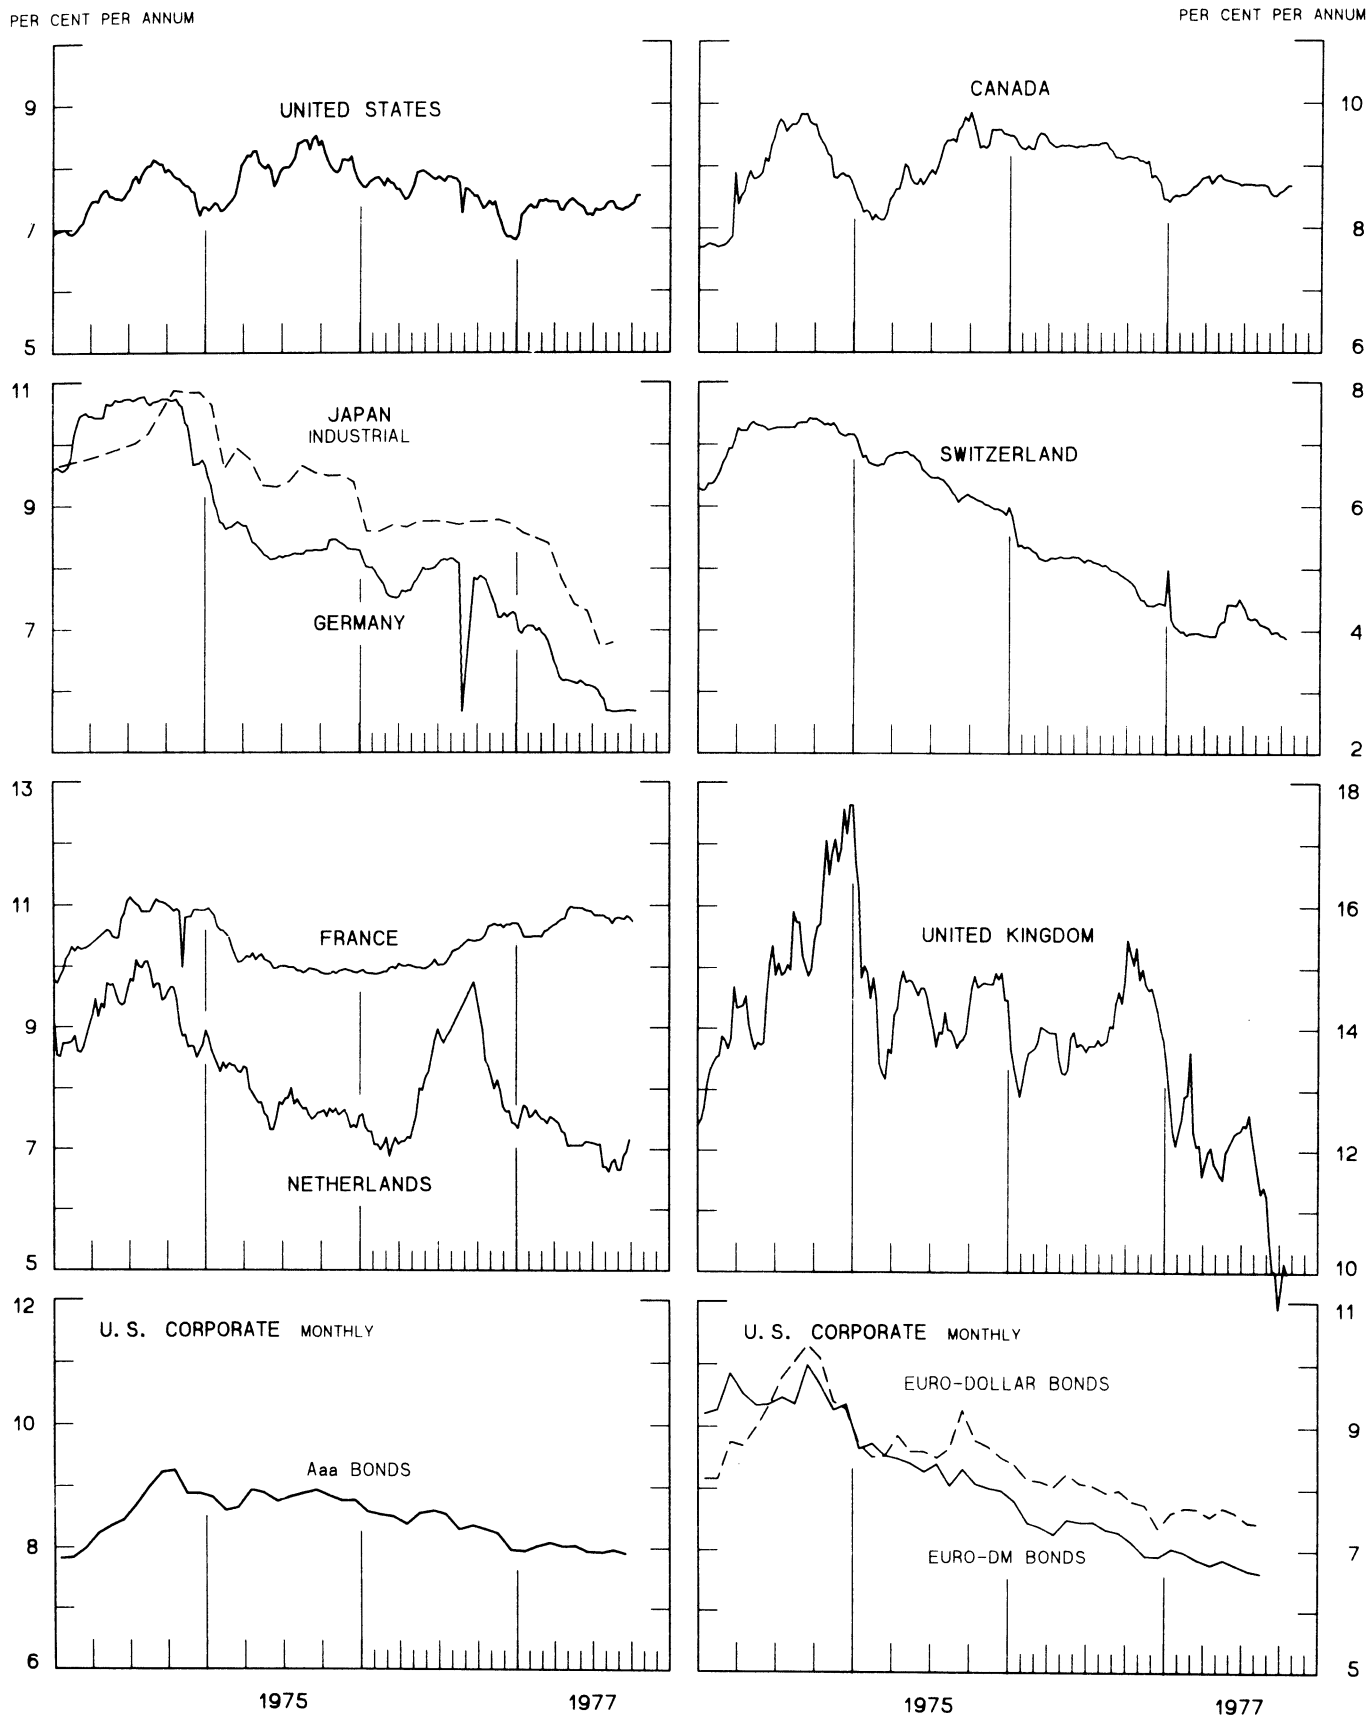 PER CENT PER ANNUM
PER CENT PER ANNUM
UNITED STATES
9
7
5
CANADA
10
8
6
JAPAN
INDUSTRIAL
GERMANY
11
9
7
SWITZERLAND
8
6
4
2
13
11
9
7
5
FRANCE
NETHERLANDS
UNITED KINGDOM
18
16
14
12
10
12
10
8
6
U.S. CORPORATE MONTHLY
Aaa BONDS
U.S. CORPORATE MONTHLY
EURO-DOLLAR BONDS
EURO-DM BONDS
11
9
7
5
1975
1977
1975
1977